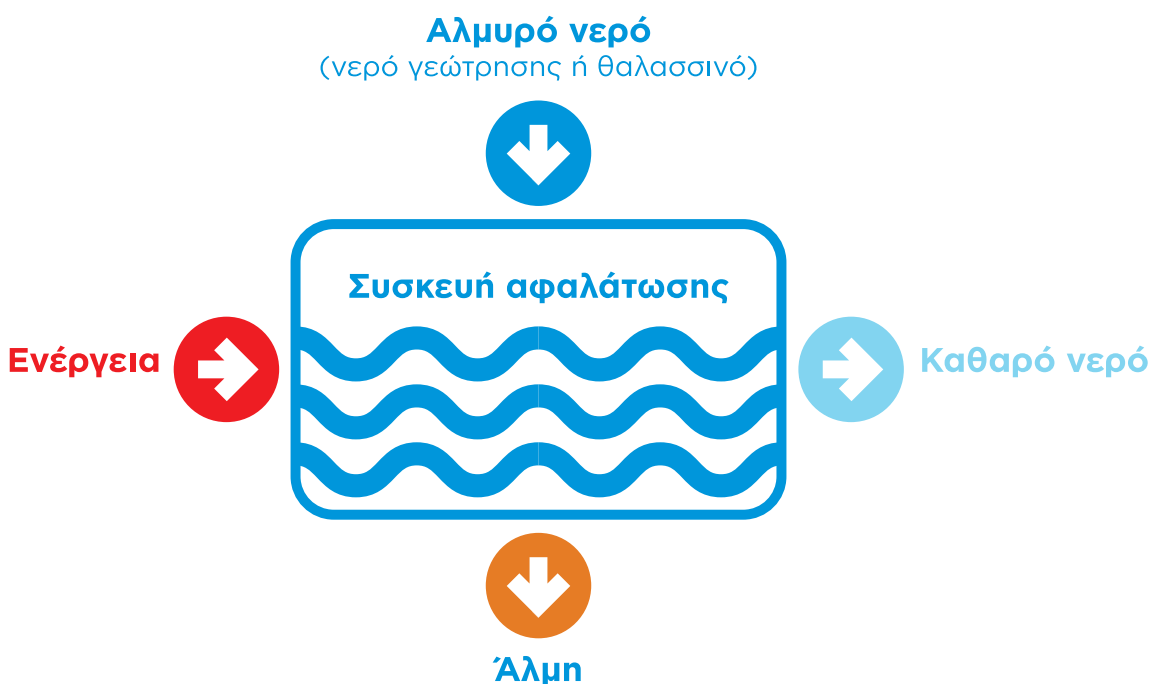 Αλμυρό νερό
(νερό γεώτρησης ή θαλασσινό)
Συσκευή αφαλάτωσης
Ενέργεια
Καθαρό νερό
Άλμη